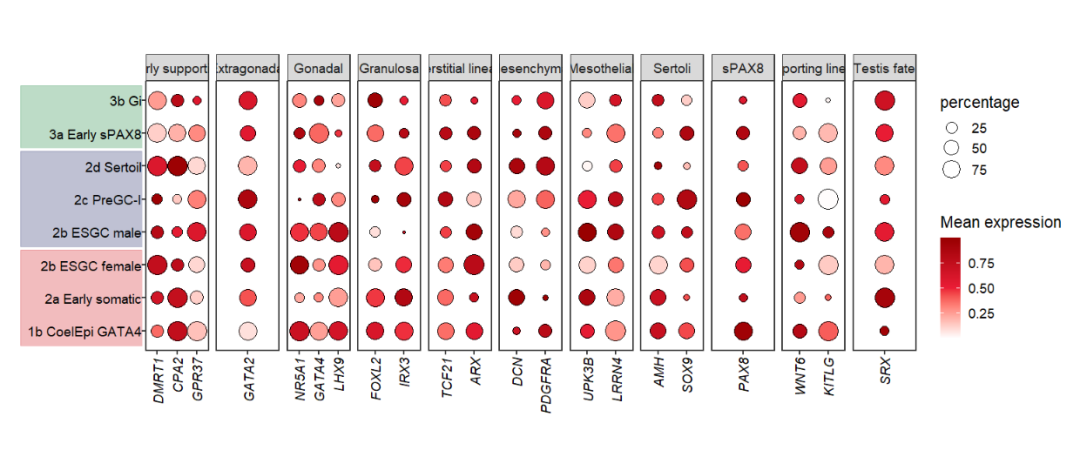 rly support
xtragonada
Gonadal
Granulosa
erstitial linea
esenchym
Mesothelia
Sertoli
sPAX8
porting line
Testis fate
3b Gi
3a Early sPAX8
2d Sertoil
2c PreGC-I
2b ESGC male
2b ESGC female
2a Early somatic
1b CoelEpi GATA4
DMRT1
CPA2
GPR37
GATA2
NR5A1
GATA4
LHX9
FOXL2
IRX3
TCF21
ARX
DCN
PDGFRA
UPK3B
LRRN4
AMH
SOX9
PAX8
WNT6
KITLG
SRX
percentage
25
50
75
Mean expression
0.75
0.50
0.25